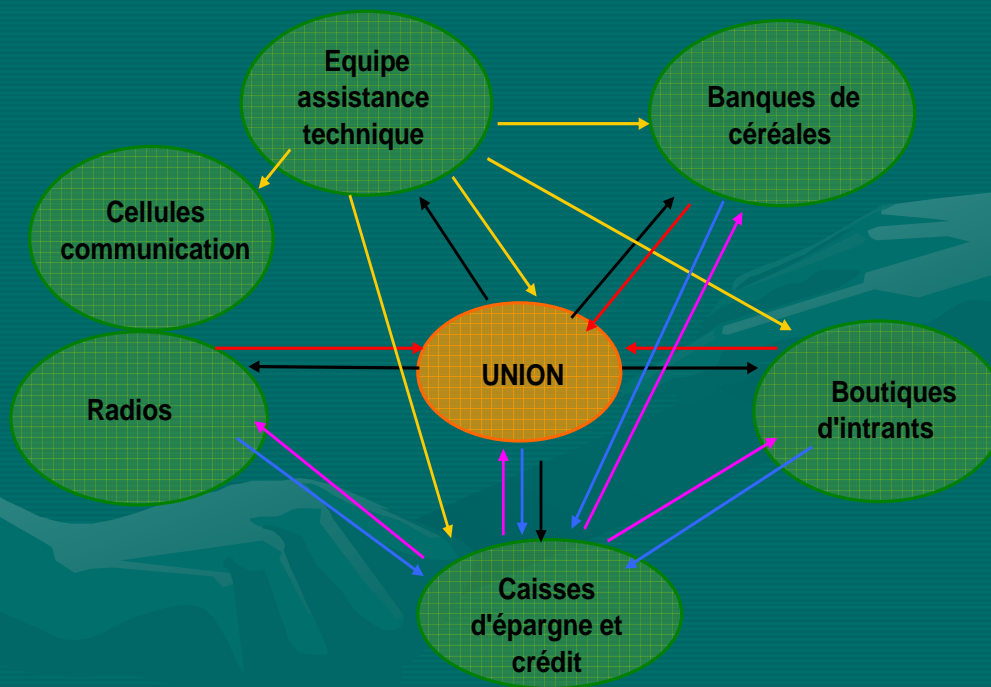 Equipe
assistance
technique
Banques de
céréales
Cellules
communication
UNION
Radios
Boutiques
d'intrants
Caisses
d'épargne et
crédit